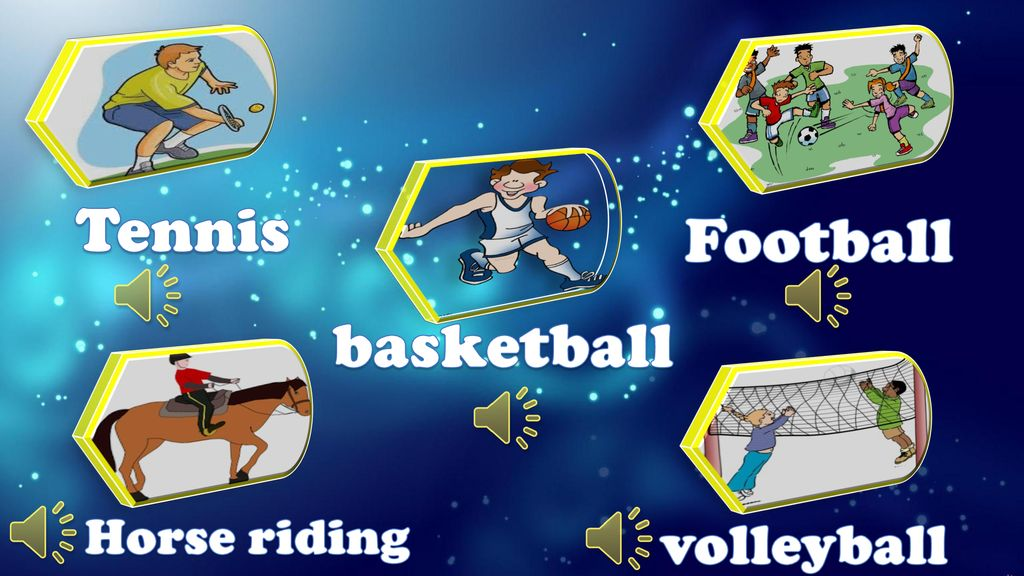 Tennis
Football
basketball
Horse riding
volleyball